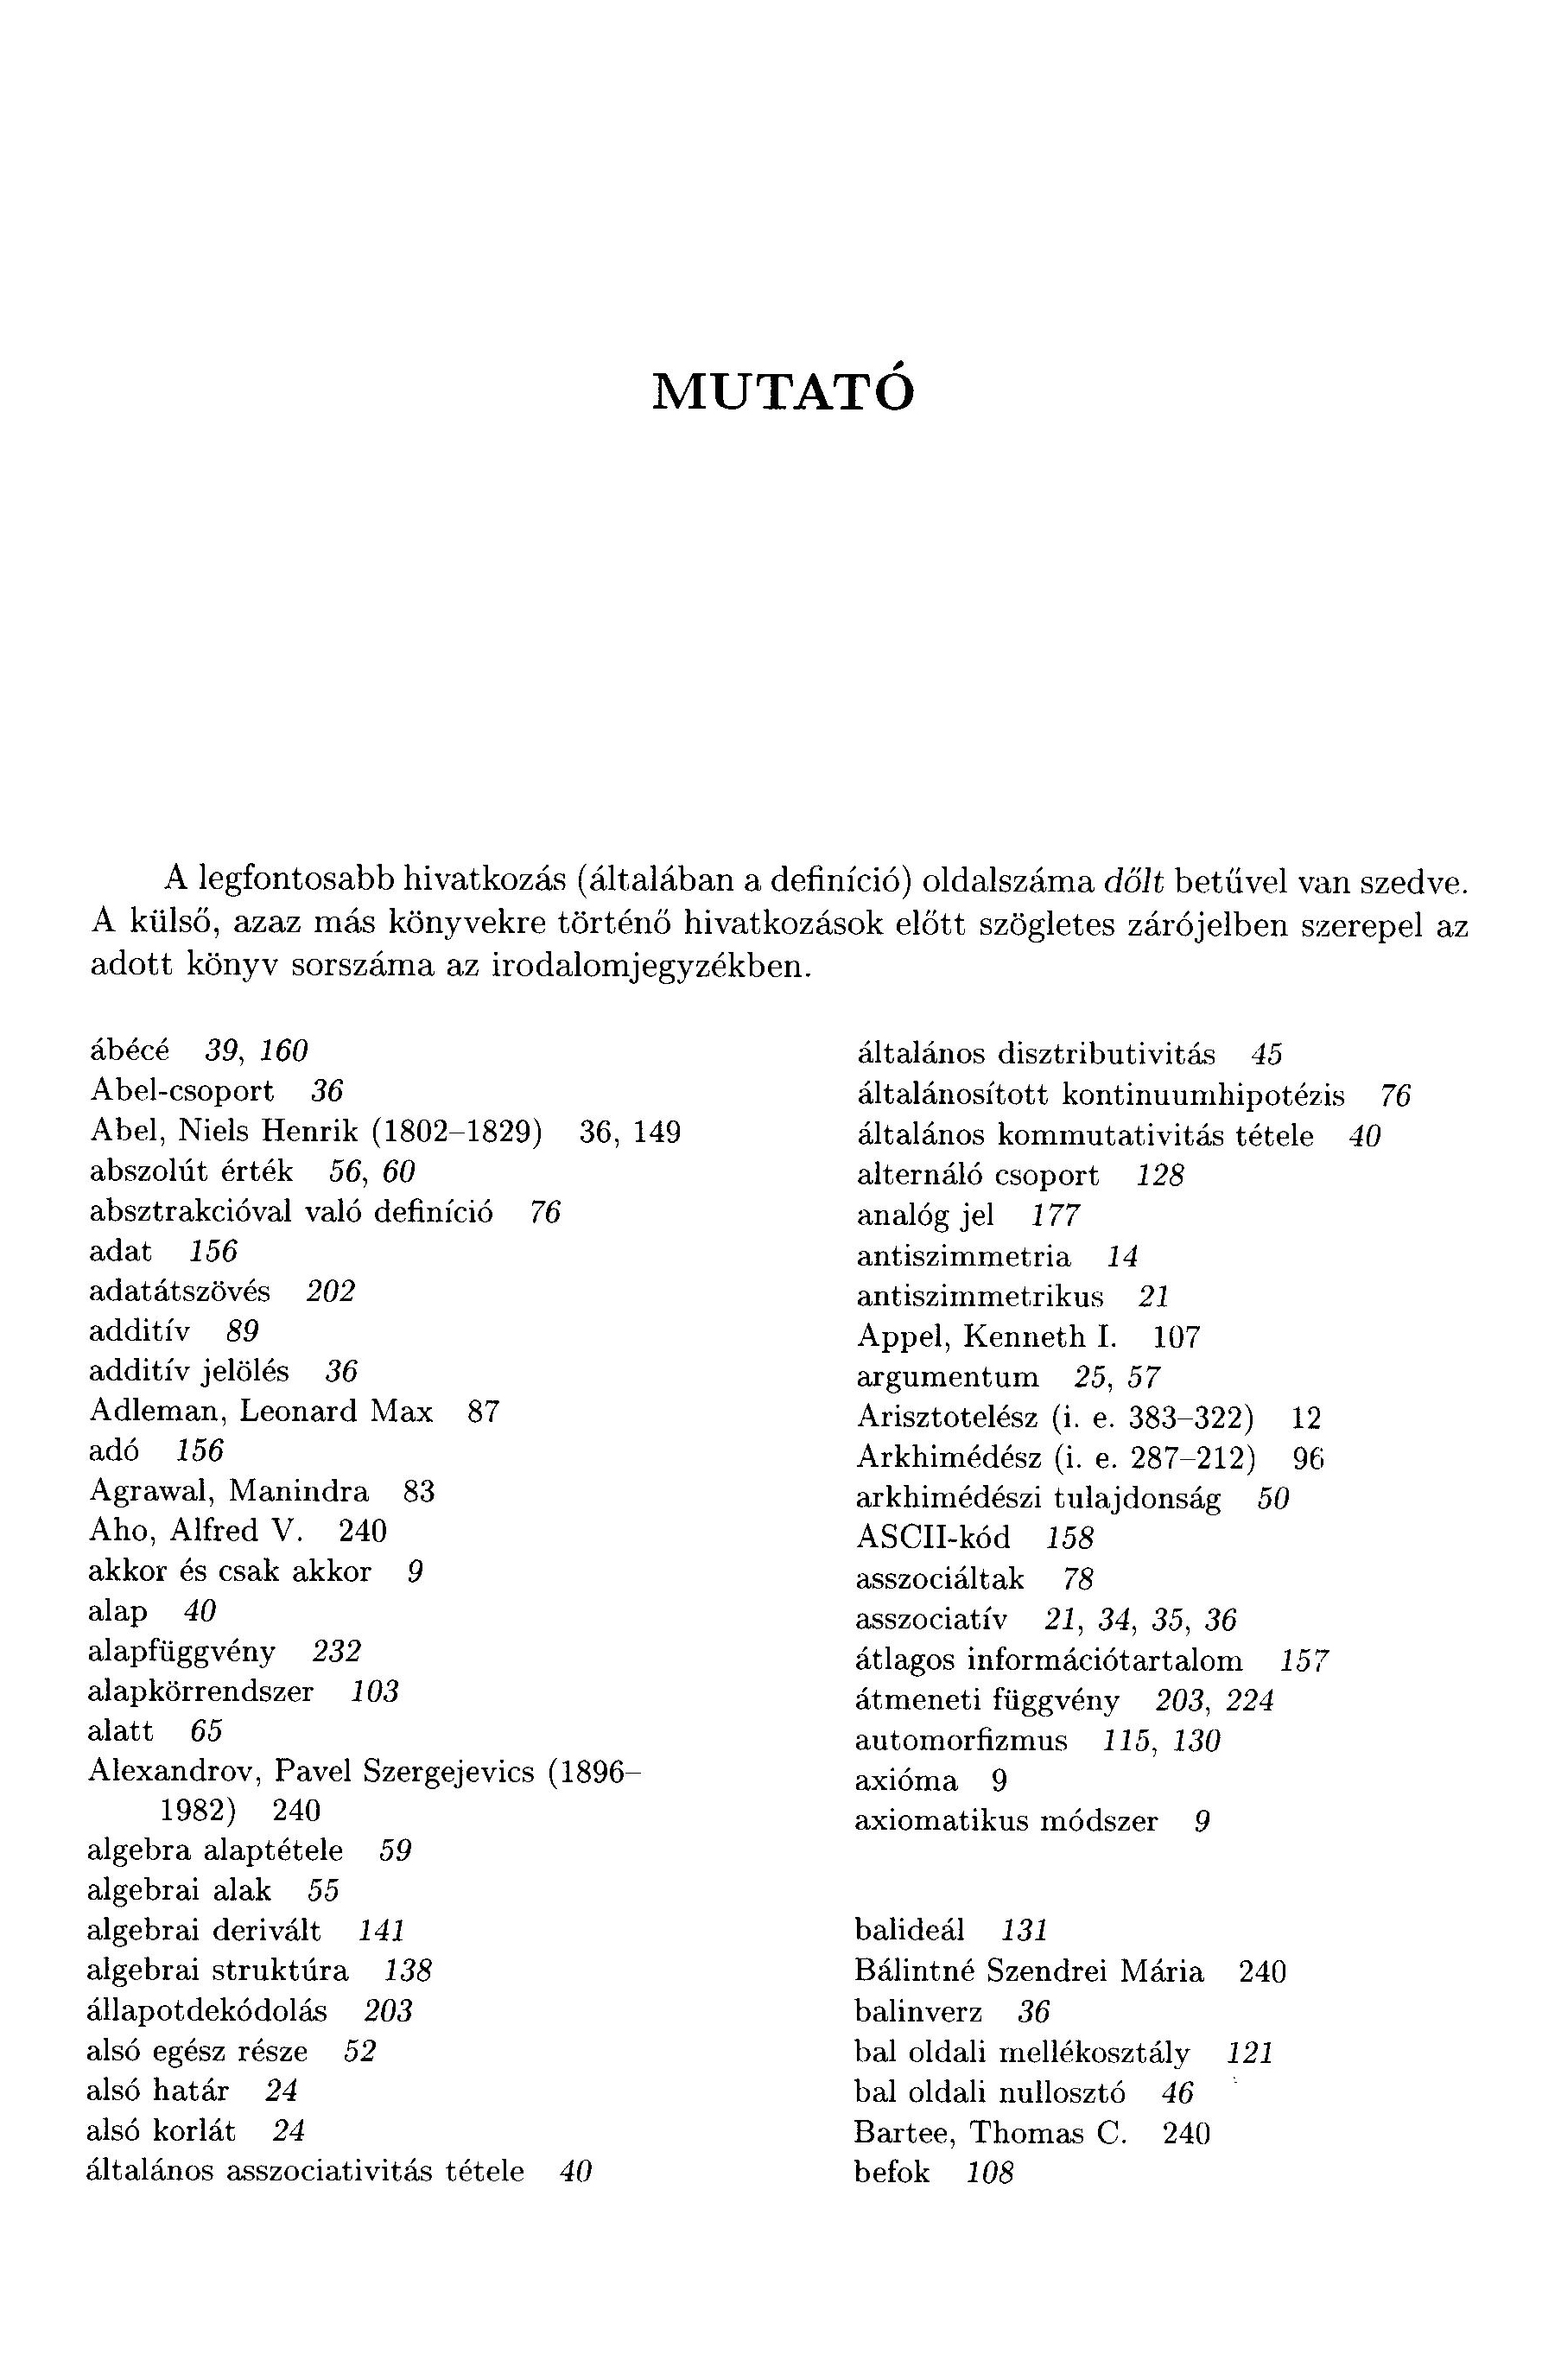 MUTATÓ
A legfontosabb hivatkozás (általában a definíció) oldalszáma dőlt betűvel van szedve.
A külső, azaz más könyvekre történő hivatkozások előtt szögletes zárójelben szerepel az
adott könyv sorszáma az irodalomjegyzékben.
ábécé 39, 160
Abel-csoport 36
Abel, Niels Henrik (1802–1829) 36, 149
abszolút érték 56, 60
absztrakcióval való definíció 76
adat 156
adatátszövés 202
additív 89
additív jelölés 36
Adleman, Leonard Max 87
adó 156
Agrawal, Manindra 83
Aho, Alfred V. 240
akkor és csak akkor 9
alap 40
alapfüggvény 232
alapkörrendszer 103
alatt 65
Alexandrov, Pavel Szergejevics (1896–
1982) 240
algebra alaptétele 59
algebrai alak 55
algebrai derivált 141
algebrai struktúra 138
állapotdekódolás 203
alsó egész része 52
alsó határ 24
alsó korlát 24
általános asszociativitás tétele 40
általános disztributivitás 45
általánosított kontinuumhipotézis 76
általános kommutativitás tétele 40
alternáló csoport 128
analóg jel 177
antiszimmetria 14
antiszimmetrikus 21
Appel, Kenneth I. 107
argumentum 25, 57
Arisztotelész (i. e. 383–322) 12
Arkhimédész (i. e. 287–212) 96
arkhimédészi tulajdonság 50
ASCII-kód 158
asszociáltak 78
asszociatív 21, 34, 35, 36
átlagos információtartalom 157
átmeneti függvény 203, 224
automorfizmus 115, 130
axióma 9
axiomatikus módszer 9
balideál 131
Bálintné Szendrei Mária 240
balinverz 36
bal oldali mellékosztály 121
bal oldali nullosztó 46
Bartee, Thomas C. 240
befok 108